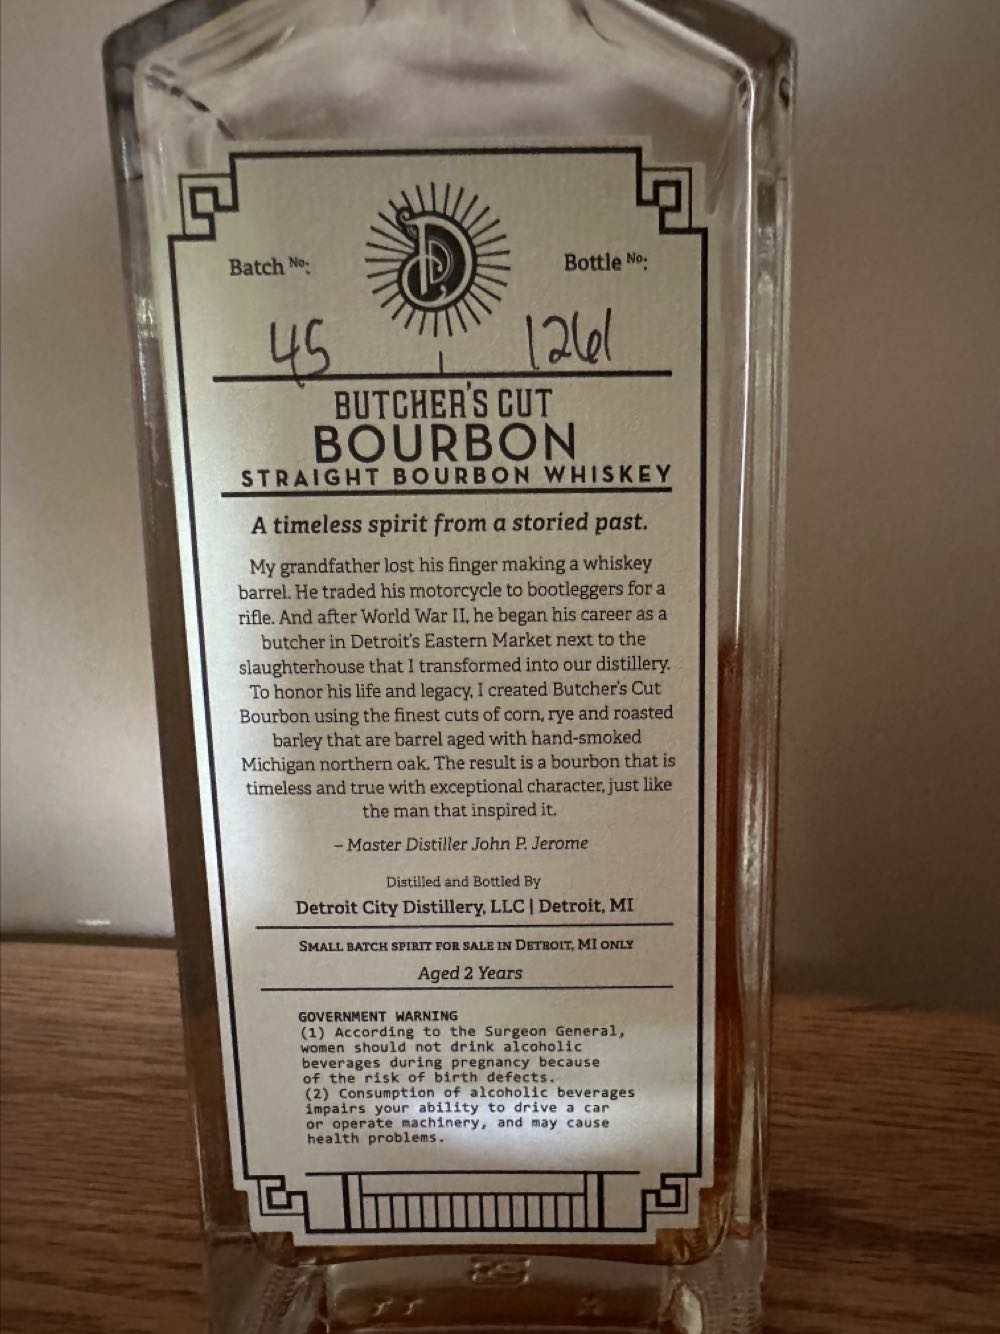 Batch No: Bottle No:
45 1261
BUTCHER'S CUT
BOURBON
STRAIGHT BOURBON WHISKEY
A timeless spirit from a storied past.
My grandfather lost his finger making a whiskey
barrel. He traded his motorcycle to bootleggers for a
rifle. And after World War II, he began his career as a
butcher in Detroit's Eastern Market next to the
slaughterhouse that I transformed into our distillery.
To honor his life and legacy, I created Butcher's Cut
Bourbon using the finest cuts of corn, rye and roasted
barley that are barrel aged with hand-smoked
Michigan northern oak. The result is a bourbon that is
timeless and true with exceptional character, just like
the man that inspired it.
– Master Distiller John P. Jerome
Distilled and Bottled By
Detroit City Distillery, LLC | Detroit, MI
SMALL BATCH SPIRIT FOR SALE IN DETROIT, MI ONLY
Aged 2 Years
GOVERNMENT WARNING
(1) According to the Surgeon General,
women should not drink alcoholic
beverages during pregnancy because
of the risk of birth defects.
(2) Consumption of alcoholic beverages
impairs your ability to drive a car
or operate machinery, and may cause
health problems.